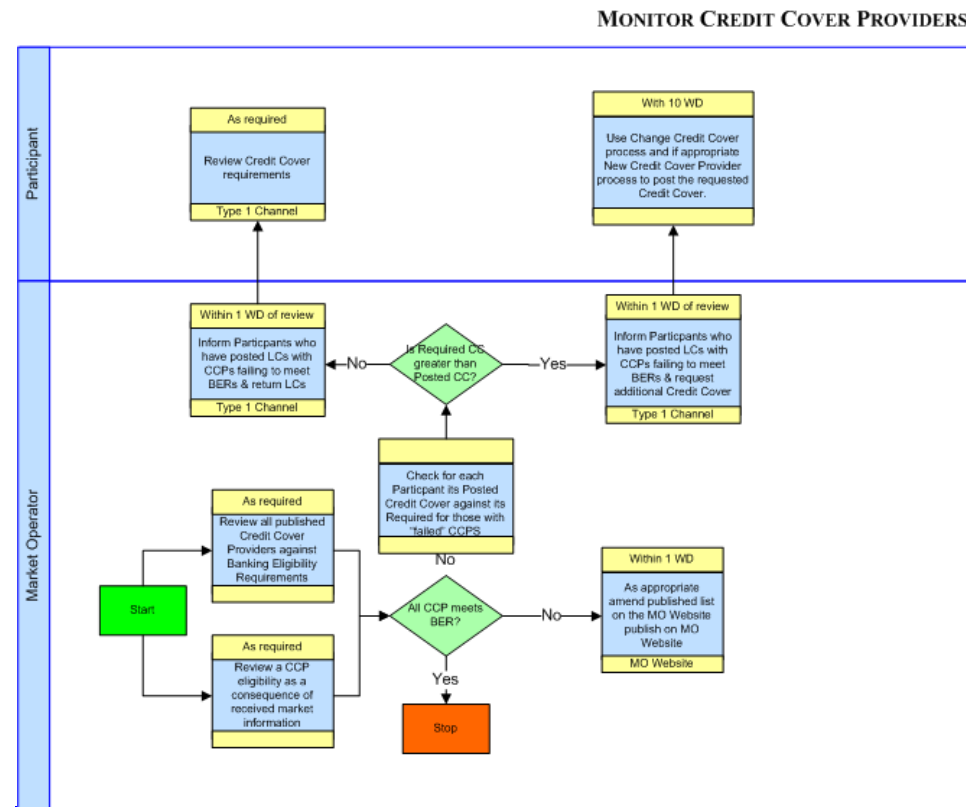 MONITOR CREDIT COVER PROVIDERS
Participant
As required
Review Credit Cover
requirements
Type 1 Channel
With 10 WD
Use Change Credit Cover
process and if appropriate
New Credit Cover Provider
process to post the requested
Credit Cover.
Market Operator
Within 1 WD of review
Inform Particpants who
have posted LCs with
CCPs failing to meet
BERs & return LCs
Type 1 Channel
No
Is Required CC
greater than
Posted CC?
Yes
Within 1 WD of review
Inform Particpants who
have posted LCs with
CCPs failing to meet
BERs & request
additional Credit Cover
Type 1 Channel
Check for each
Particpant its Posted
Credit Cover against its
Required for those with
"failed" CCPS
No
As required
Review all published
Credit Cover
Providers against
Banking Eligibility
Requirements
Start
As required
Review a CCP
eligibility as a
consequence of
received market
information
All CCP meets
BER?
No
Yes
Stop
Within 1 WD
As appropriate
amend published list
on the MO Website
publish on MO
Website
MO Website